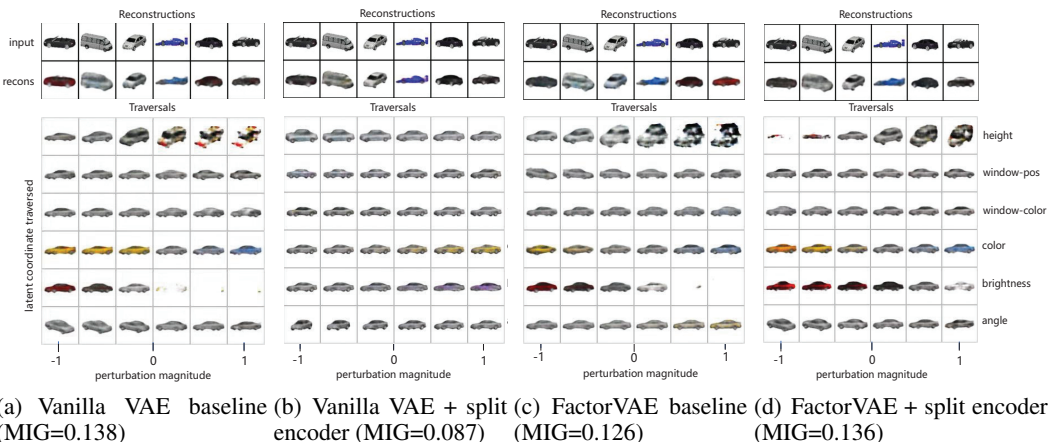 Reconstructions Reconstructions Reconstructions Reconstructions
input
recons
Traversals Traversals Traversals Traversals
height
window-pos
window-color
color
brightness
angle
latent coordinate traversed
-1 0 1 -1 0 1 -1 0 1 -1 0 1
perturbation magnitude perturbation magnitude perturbation magnitude perturbation magnitude
(a) Vanilla VAE baseline (b) Vanilla VAE + split (c) FactorVAE baseline (d) FactorVAE + split encoder
(MIG=0.138) encoder (MIG=0.087) (MIG=0.126) (MIG=0.136)